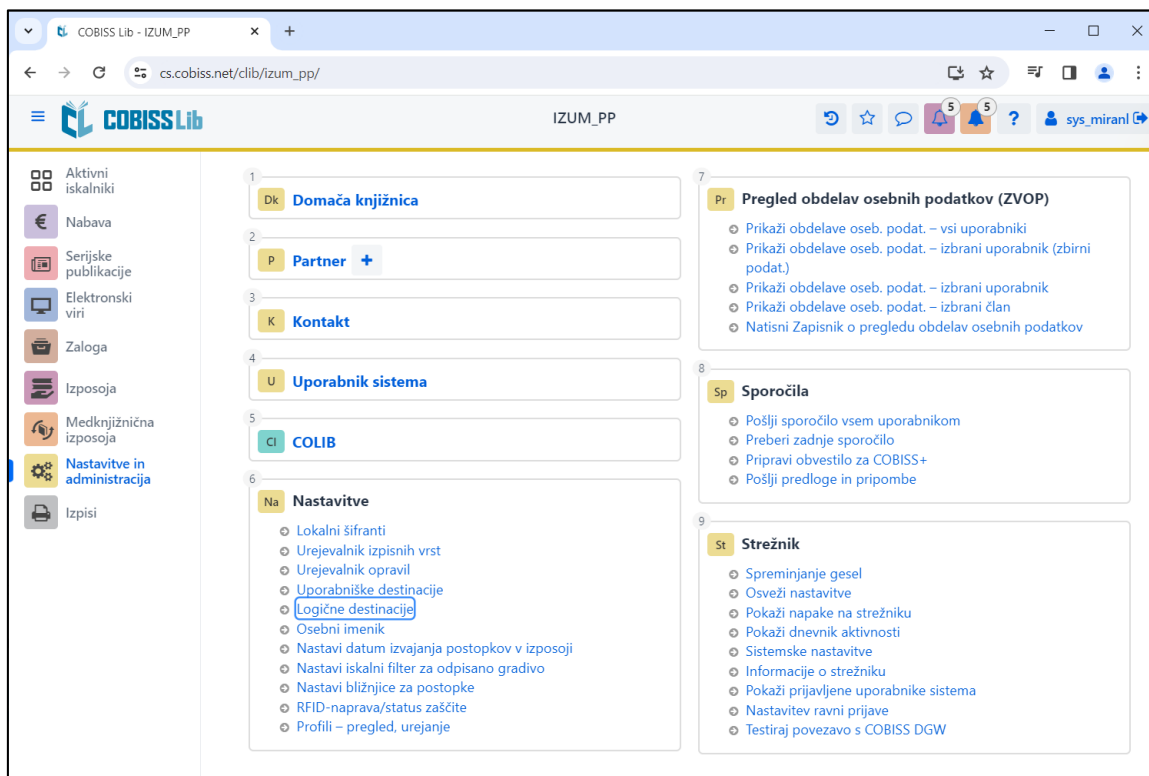 COBISS Lib - IZUM_PP
cs.cobiss.net/clib/izum_pp/
COBISS Lib
IZUM_PP
5
5
?
sys_miranl
Aktivni
iskalniki
€
Nabava
Serijske
publikacije
Elektronski
viri
Zaloga
Izposoja
Medknjižnična
izposoja
Nastavitve in
administracija
Izpisi
1
Dk Domača knjižnica
2
P Partner +
3
K Kontakt
4
U Uporabnik sistema
5
Cl COLIB
6
Na Nastavitve
Lokalni šifranti
Urejevalnik izpisnih vrst
Urejevalnik opravil
Uporabniške destinacije
Logične destinacije
Osebni imenik
Nastavi datum izvajanja postopkov v izposoji
Nastavi iskalni filter za odpisano gradivo
Nastavi bližnjice za postopke
RFID-naprava/status zaščite
Profili – pregled, urejanje
7
Pr Pregled obdelav osebnih podatkov (ZVOP)
Prikaži obdelave oseb. podat. – vsi uporabniki
Prikaži obdelave oseb. podat. – izbrani uporabnik (zbirni
podat.)
Prikaži obdelave oseb. podat. – izbrani uporabnik
Prikaži obdelave oseb. podat. – izbrani član
Natisni Zapisnik o pregledu obdelav osebnih podatkov
8
Sp Sporočila
Pošlji sporočilo vsem uporabnikom
Preberi zadnje sporočilo
Pripravi obvestilo za COBISS+
Pošlji predloge in pripombe
9
St Strežnik
Spreminjanje gesel
Osveži nastavitve
Pokaži napake na strežniku
Pokaži dnevnik aktivnosti
Sistemske nastavitve
Informacije o strežniku
Pokaži prijavljene uporabnike sistema
Nastavitev ravni prijave
Testiraj povezavo s COBISS DGW